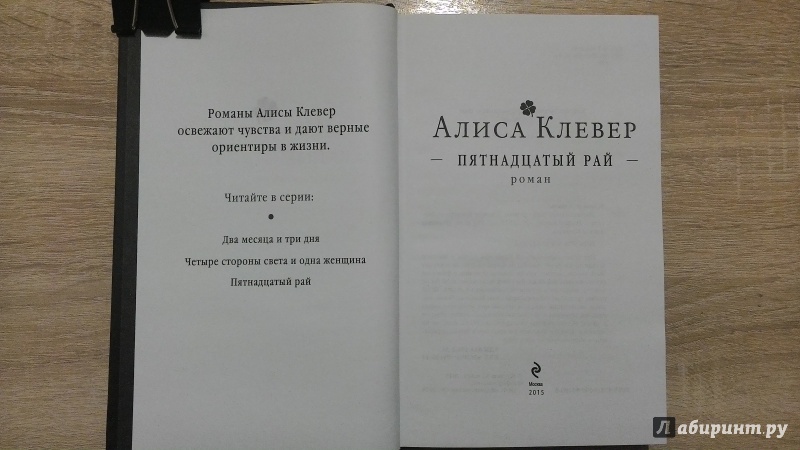 Романы Алисы Клевер
освежают чувства и дают верные
ориентиры в жизни.
Читайте в серии:
Два месяца и три дня
Четыре стороны света и одна женщина
Пятнадцатый рай
АЛИСА КЛЕВЕР
— ПЯТНАДЦАТЫЙ РАЙ —
роман
Москва
2015
Лабиринт.ру